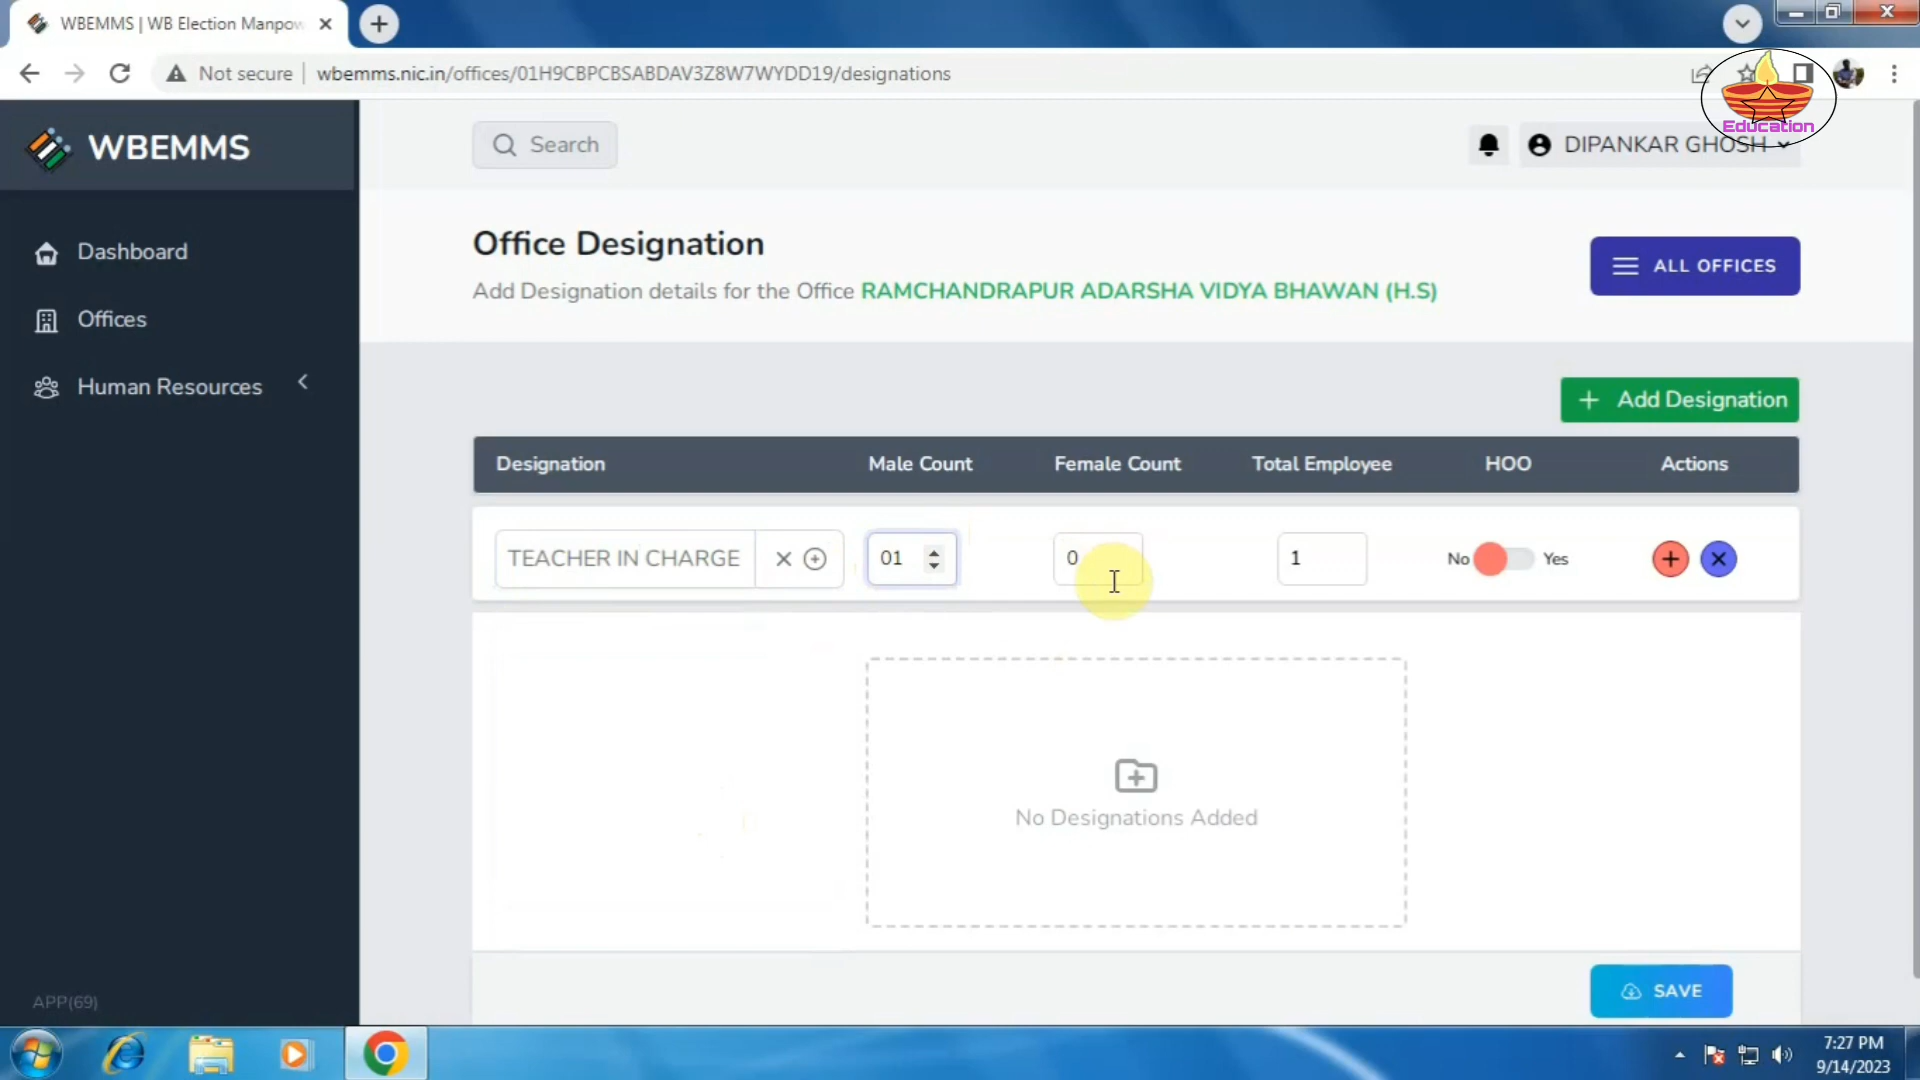 WBEMMS | WB Election Manpow
Not secure
wbemms.nic.in/offices/01H9CBPCBSABDAV3Z8W7WYDD19/designations
Education
WBEMMS
Search
DIPANKAR GHOSH
Dashboard
Offices
Human Resources
Office Designation
Add Designation details for the Office RAMCHANDRAPUR ADARSHA VIDYA BHAWAN (H.S)
ALL OFFICES
Add Designation
Designation Male Count Female Count Total Employee HOO Actions
TEACHER IN CHARGE 01 0 1 No Yes
No Designations Added
SAVE
APP(69)
7:27 PM
9/14/2023